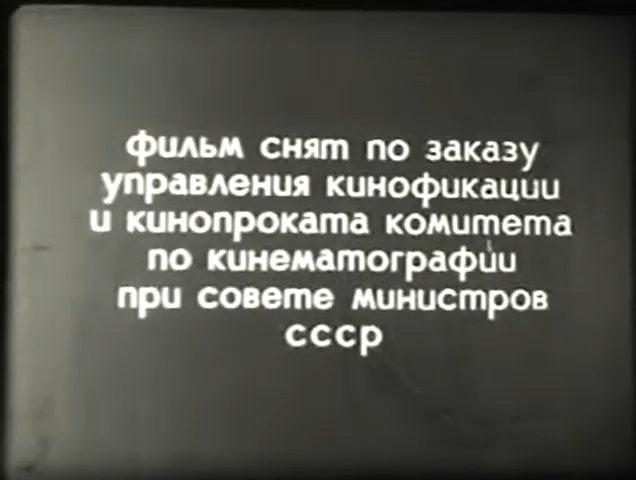 фильм снят по заказу
управления кинофикации
и кинопроката комитета
по кинематографии
при совете министров
ссср